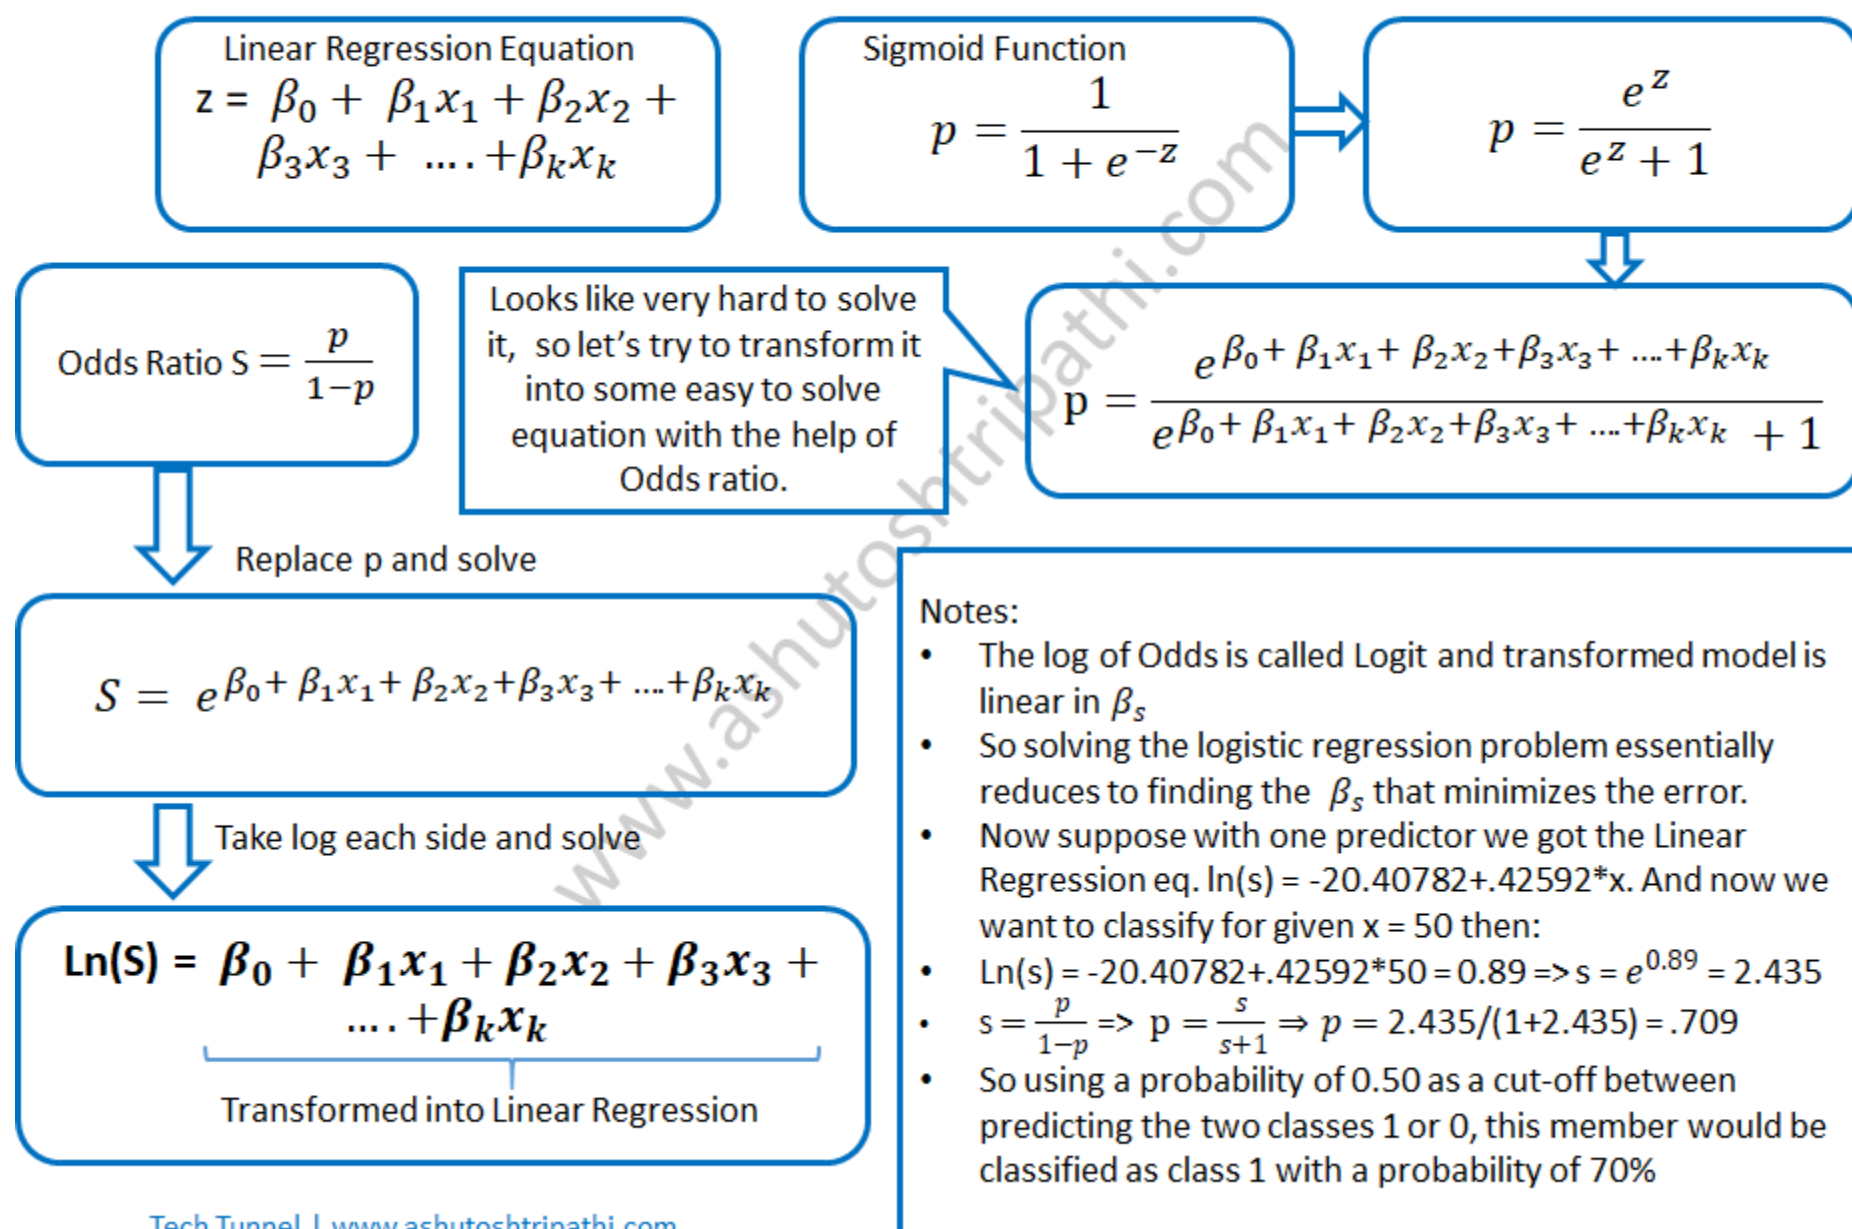 Linear Regression Equation
z = β₀ + β₁x₁ + β₂x₂ +
β₃x₃ + .... +βₖxₖ
Sigmoid Function
p = 1 / (1 + e^−z)
p = e^z / (e^z + 1)
Odds Ratio S = p / (1−p)
Looks like very hard to solve
it, so let's try to transform it
into some easy to solve
equation with the help of
Odds ratio.
p = e^(β₀+ β₁x₁+ β₂x₂+β₃x₃+ ....+βₖxₖ) / (e^(β₀+ β₁x₁+ β₂x₂+β₃x₃+ ....+βₖxₖ) + 1)
Replace p and solve
S = e^(β₀+ β₁x₁+ β₂x₂+β₃x₃+ ....+βₖxₖ)
Take log each side and solve
Ln(S) = β₀ + β₁x₁ + β₂x₂ + β₃x₃ +
.... +βₖxₖ
Transformed into Linear Regression
Notes:
• The log of Odds is called Logit and transformed model is
linear in βₛ
• So solving the logistic regression problem essentially
reduces to finding the βₛ that minimizes the error.
• Now suppose with one predictor we got the Linear
Regression eq. ln(s) = -20.40782+.42592*x. And now we
want to classify for given x = 50 then:
• Ln(s) = -20.40782+.42592*50 = 0.89 => s = e^0.89 = 2.435
• s = p/(1−p) => p = s/(s+1) ⇒ p = 2.435/(1+2.435) = .709
• So using a probability of 0.50 as a cut-off between
predicting the two classes 1 or 0, this member would be
classified as class 1 with a probability of 70%
www.ashutoshtripathi.com
Tech Tunnel | www.ashutoshtripathi.com